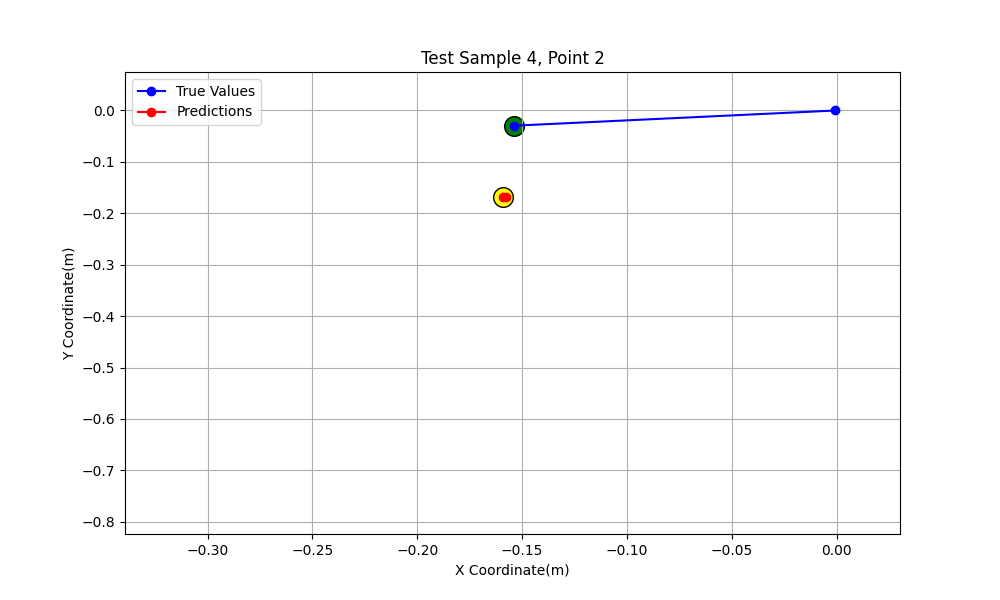 Test Sample 4, Point 2
True Values
Predictions
0.0
−0.1
−0.2
−0.3
−0.4
−0.5
−0.6
−0.7
−0.8
Y Coordinate(m)
−0.30 −0.25 −0.20 −0.15 −0.10 −0.05 0.00
X Coordinate(m)